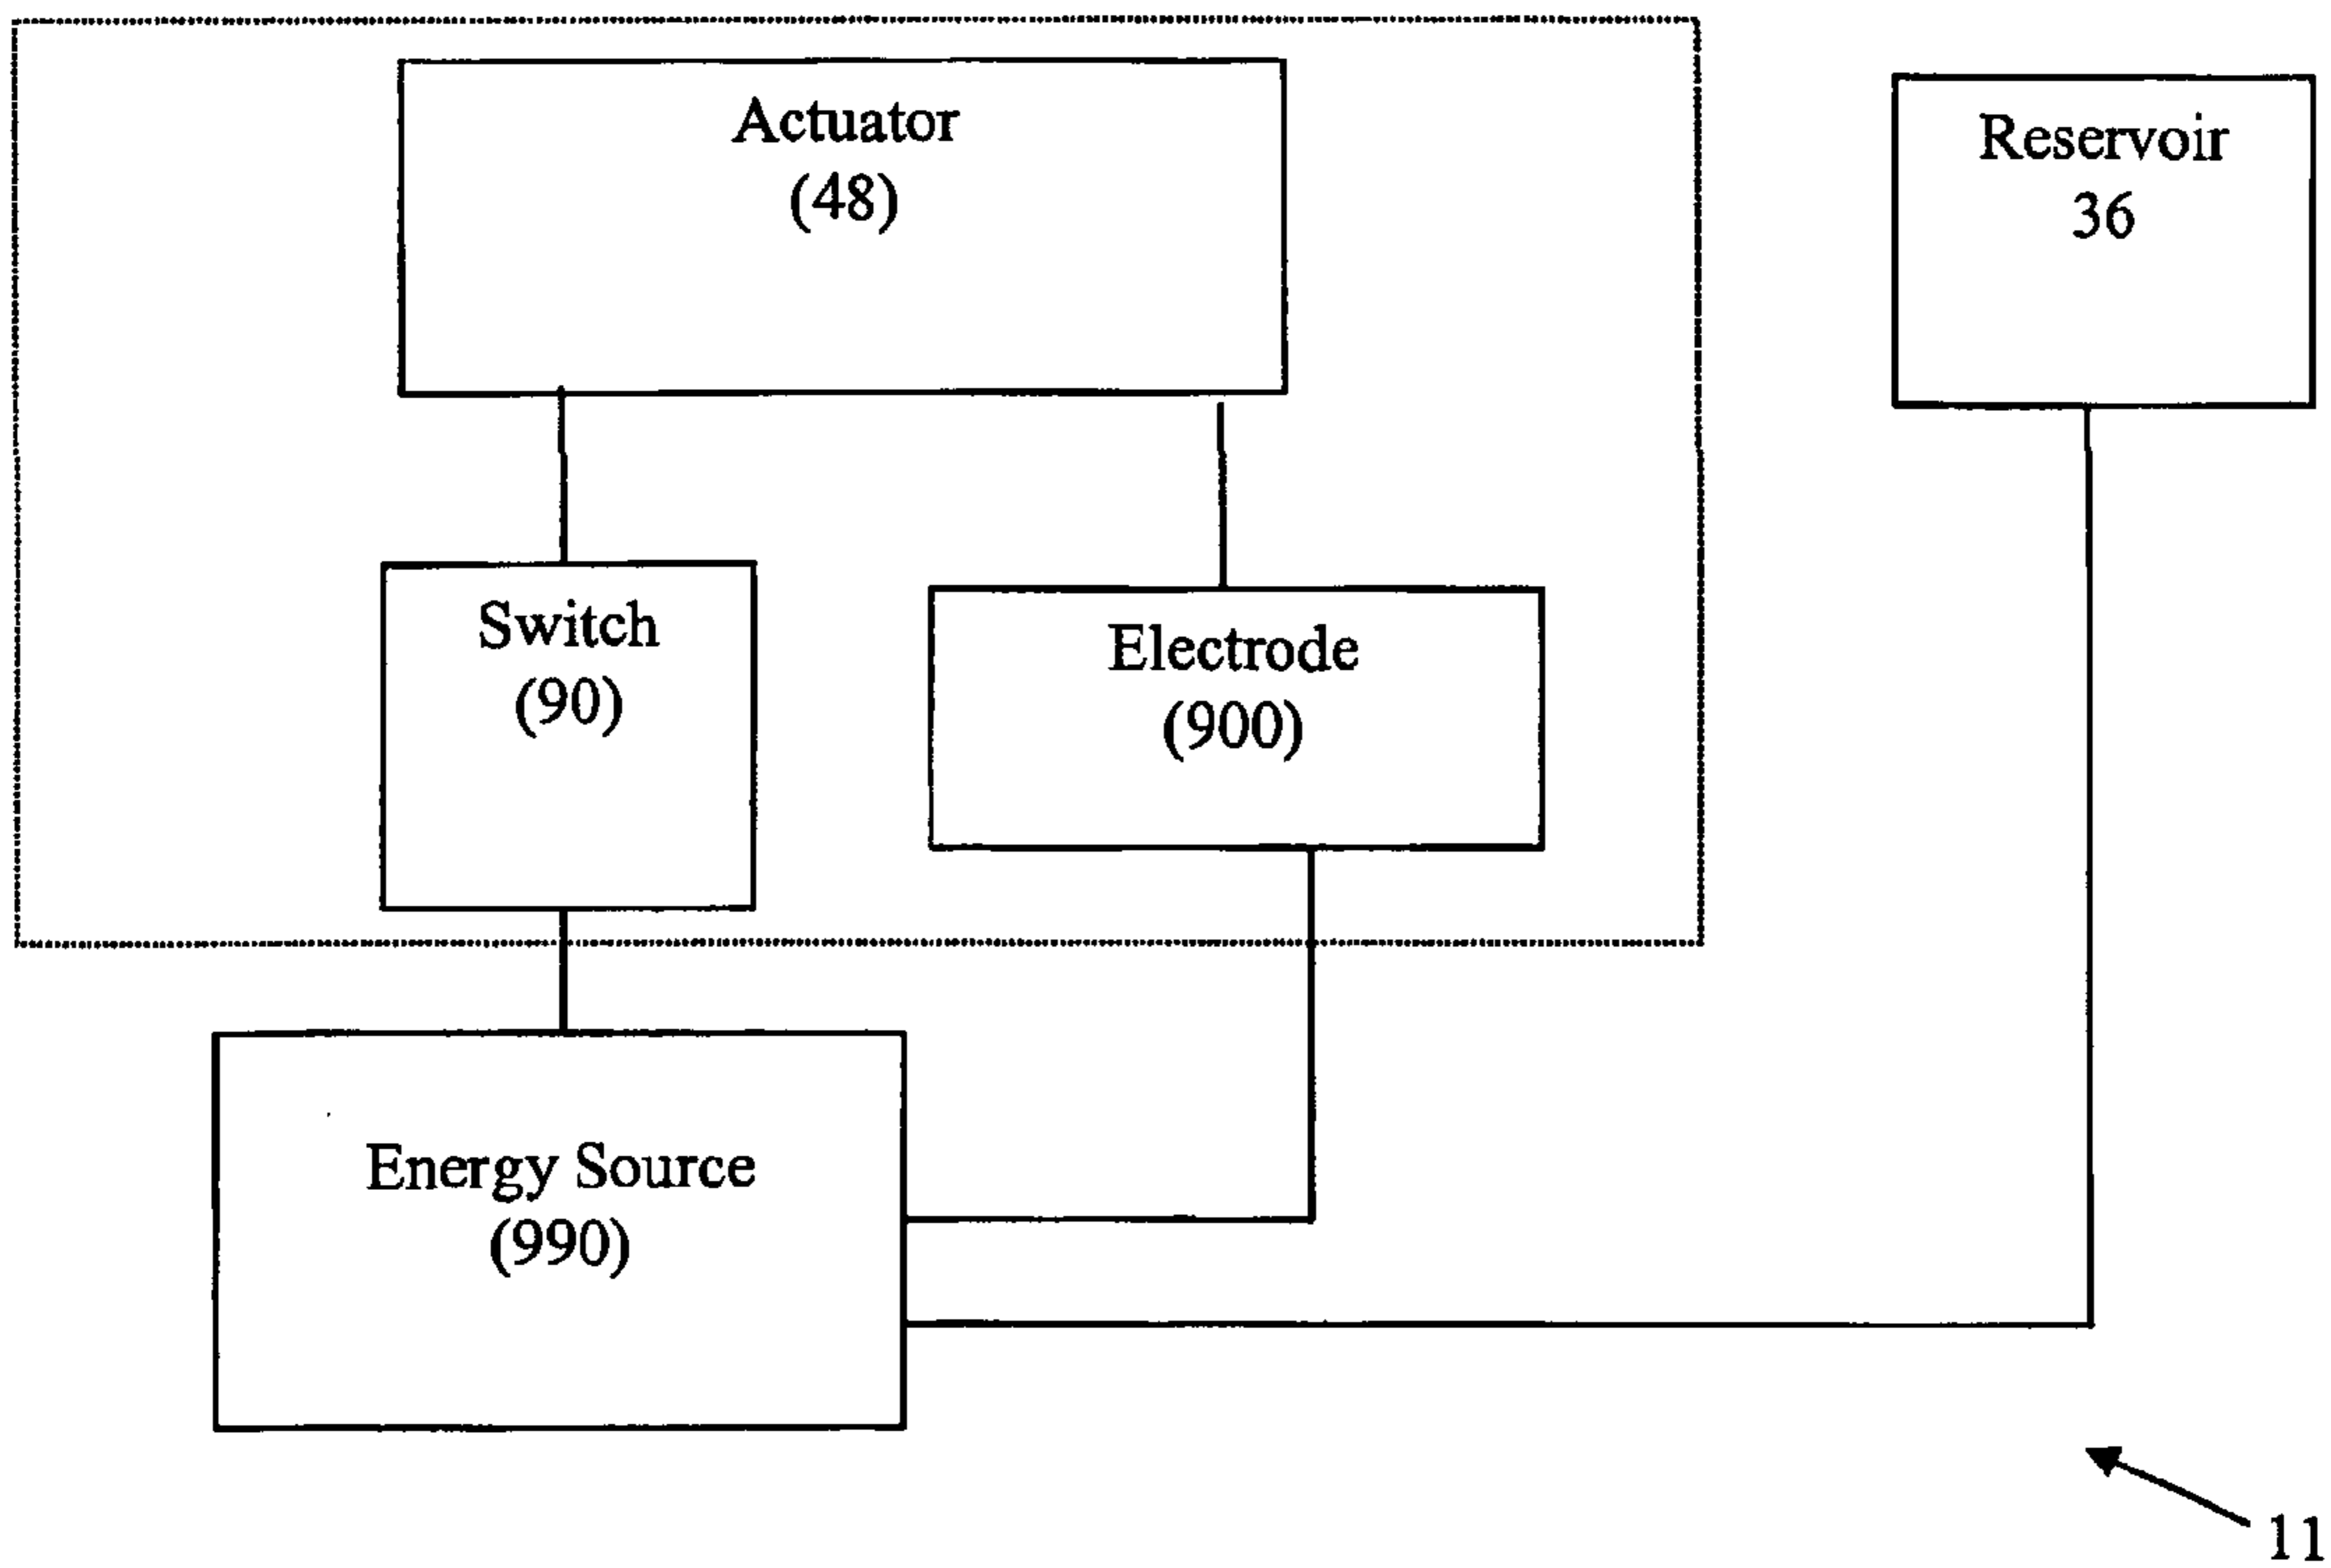 Actuator
(48)
Reservoir
36
Switch
(90)
Electrode
(900)
Energy Source
(990)
11